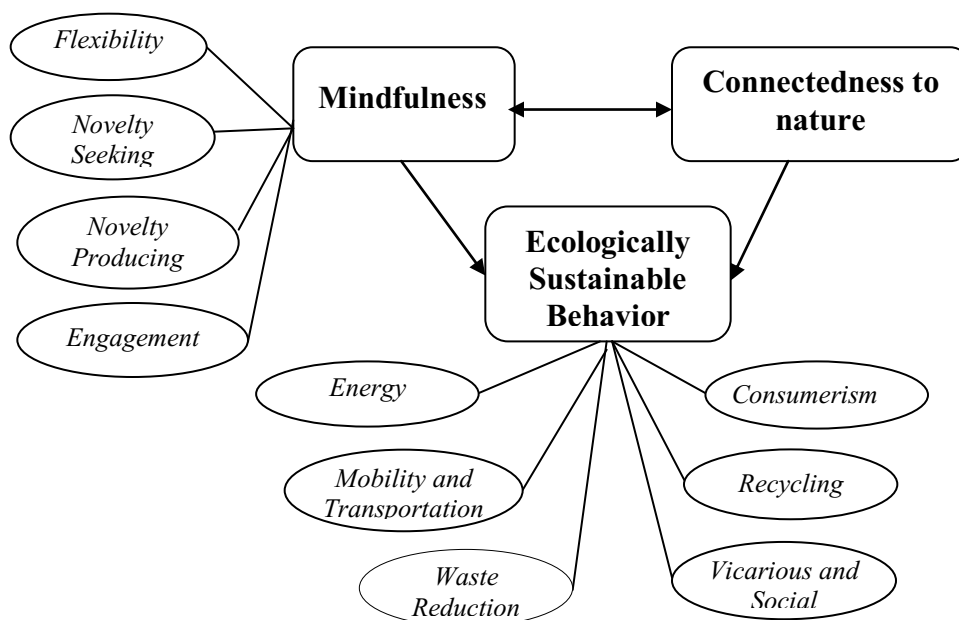 Flexibility
Mindfulness
Connectedness to
nature
Novelty
Seeking
Novelty
Producing
Ecologically
Sustainable
Behavior
Engagement
Energy
Consumerism
Mobility and
Transportation
Recycling
Waste
Reduction
Vicarious and
Social